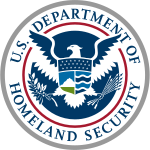 U.S. DEPARTMENT OF
HOMELAND SECURITY